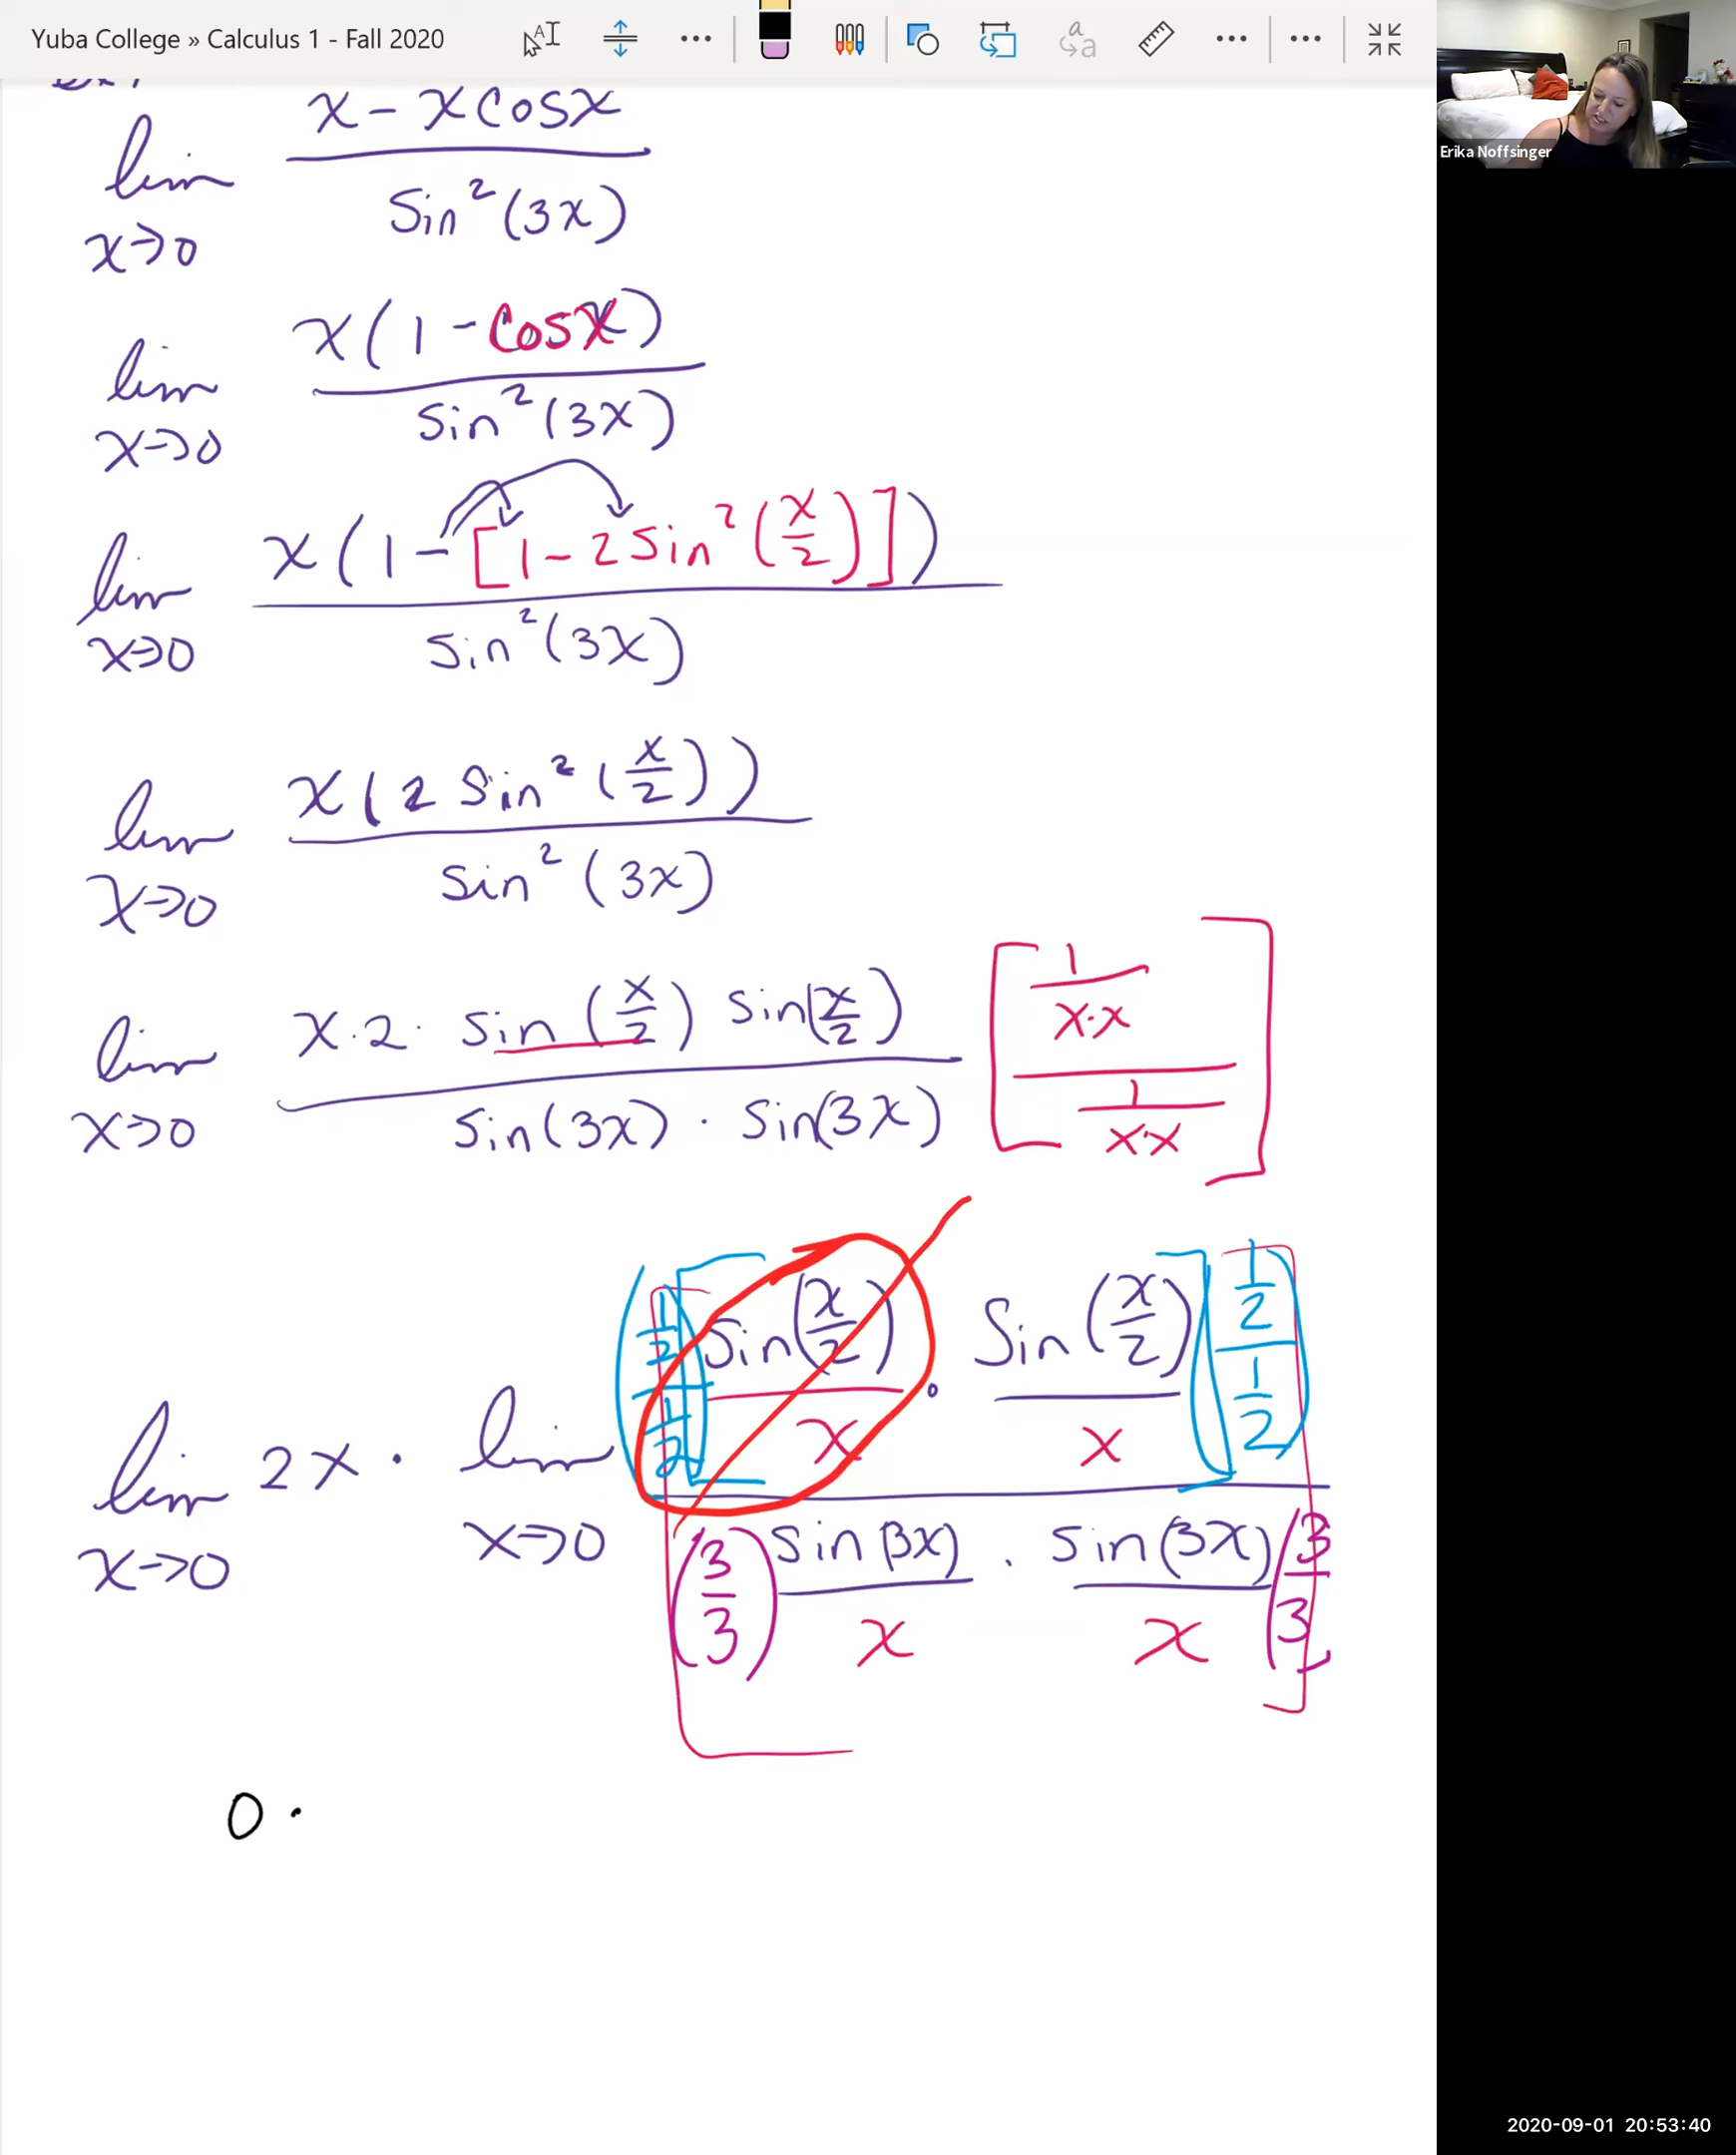 Yuba College » Calculus 1 - Fall 2020
Erika Noffsinger
lim x→0 (x - x cos x) / (sin²(3x))
lim x→0 x(1 - cos x) / sin²(3x)
lim x→0 x(1 - [1 - 2 sin²(x/2)]) / sin²(3x)
lim x→0 x(2 sin²(x/2)) / sin²(3x)
lim x→0 x·2· sin(x/2) sin(x/2) / sin(3x) · sin(3x) [(1/x·x) / (1/x·x)]
lim x→0 2x · lim x→0 [((1/2)/(1/2)) sin(x/2)/x · sin(x/2)/x ((1/2)/(1/2))] / [(3/3) sin(3x)/x · sin(3x)/x (3/3)]
0 ·
2020-09-01 20:53:40